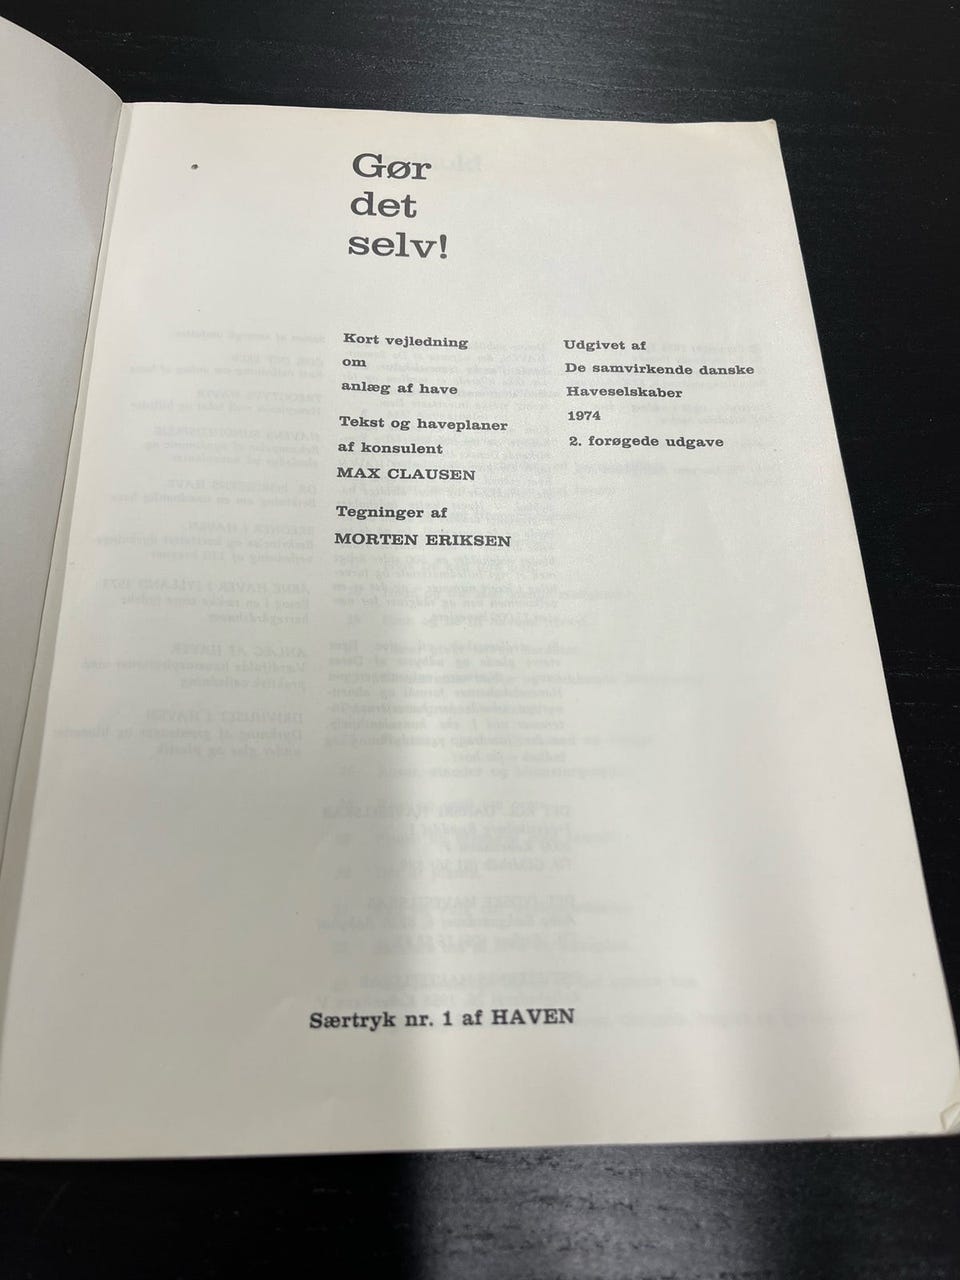 Gør
det
selv!
Kort vejledning
om
anlæg af have
Tekst og haveplaner
af konsulent
MAX CLAUSEN
Tegninger af
MORTEN ERIKSEN
Udgivet af
De samvirkende danske
Haveselskaber
1974
2. forøgede udgave
Særtryk nr. 1 af HAVEN